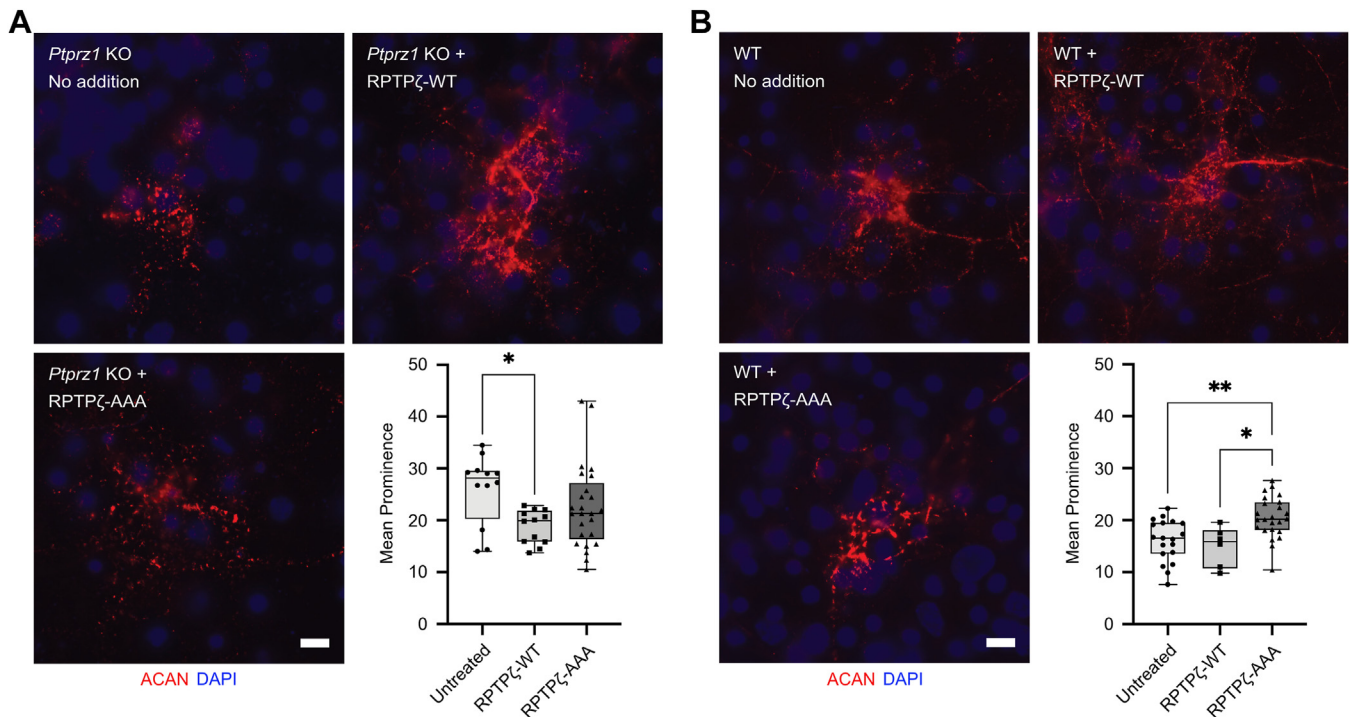 A
Ptprz1 KO
No addition
Ptprz1 KO +
RPTPζ-WT
Ptprz1 KO +
RPTPζ-AAA
ACAN DAPI
50
40
30
20
10
0
Mean Prominence
*
Untreated
RPTPζ-WT
RPTPζ-AAA
B
WT
No addition
WT +
RPTPζ-WT
WT +
RPTPζ-AAA
ACAN DAPI
50
40
30
20
10
0
Mean Prominence
**
*
Untreated
RPTPζ-WT
RPTPζ-AAA